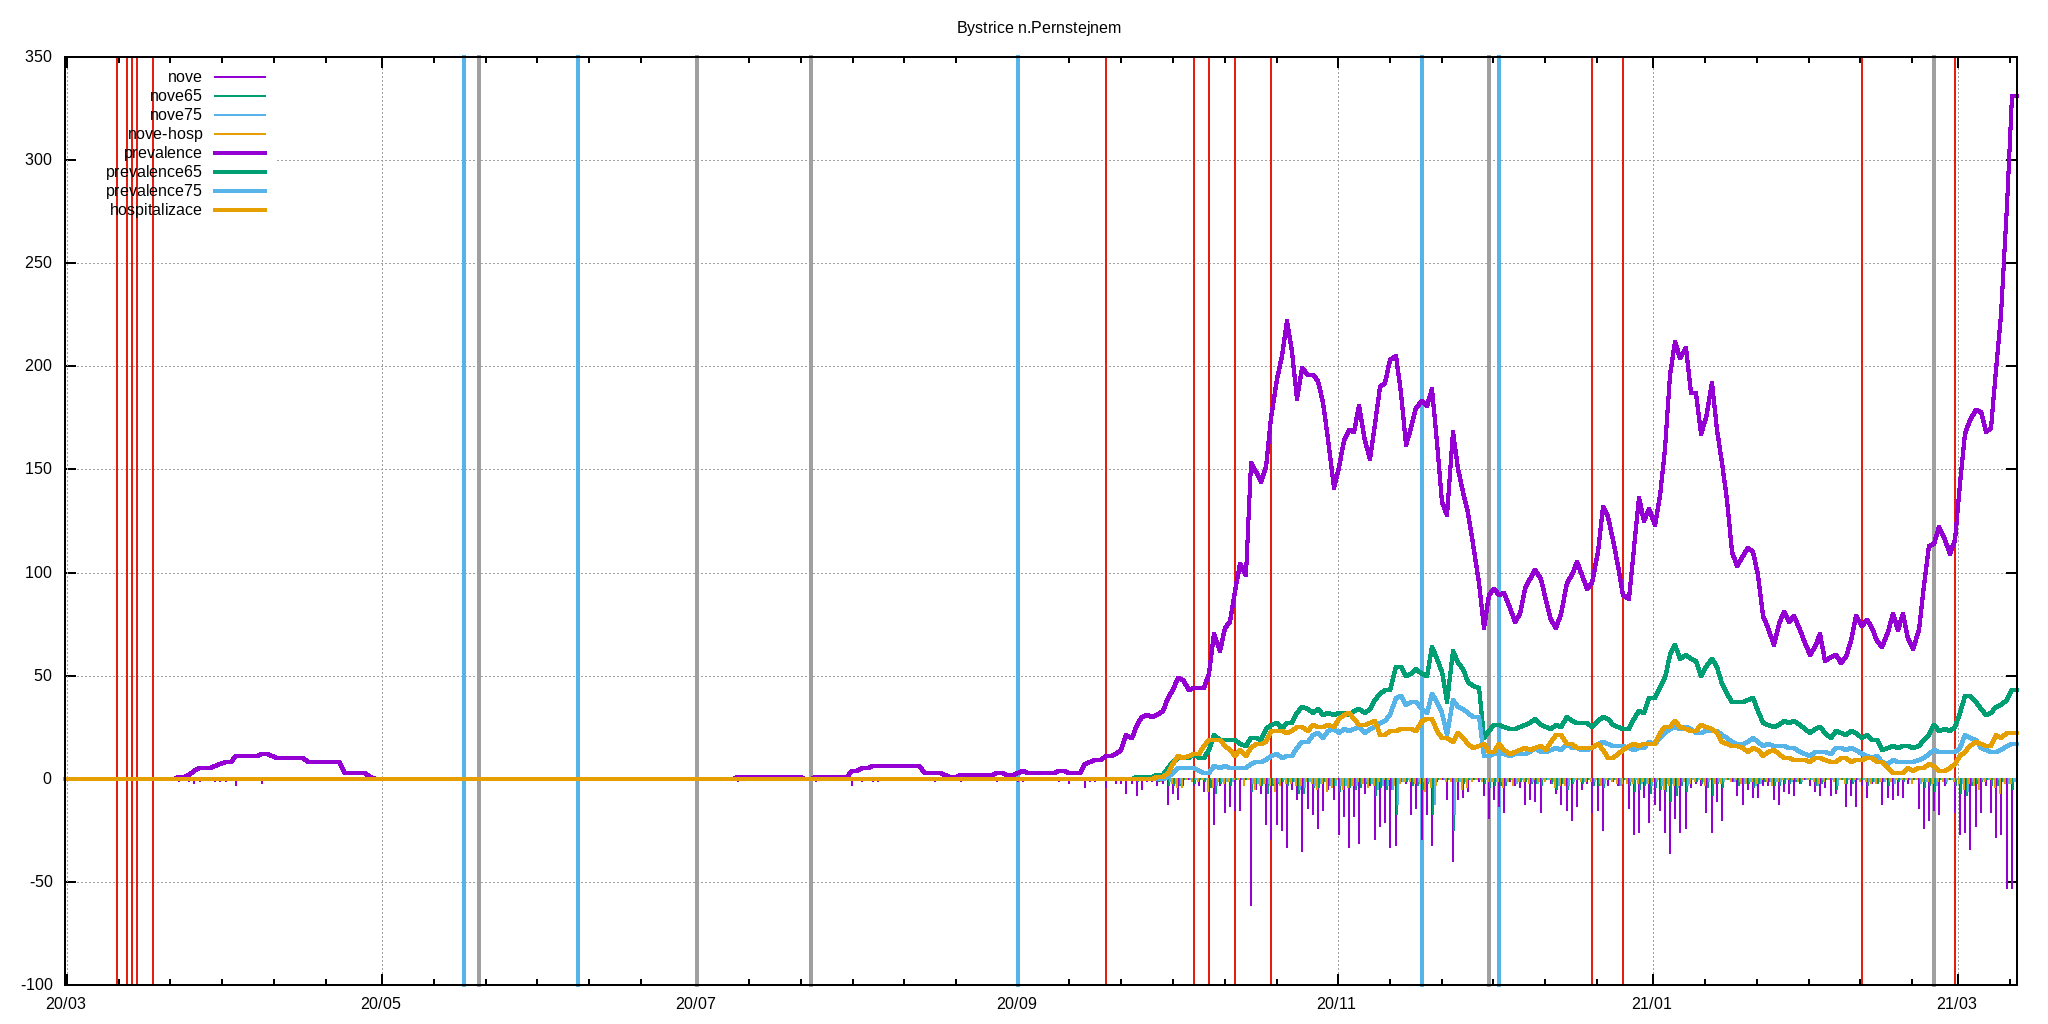 Bystrice n.Pernstejnem
350
300
250
200
150
100
50
0
-50
-100
nove
nove65
nove75
nove-hosp
prevalence
prevalence65
prevalence75
hospitalizace
20/03 20/05 20/07 20/09 20/11 21/01 21/03